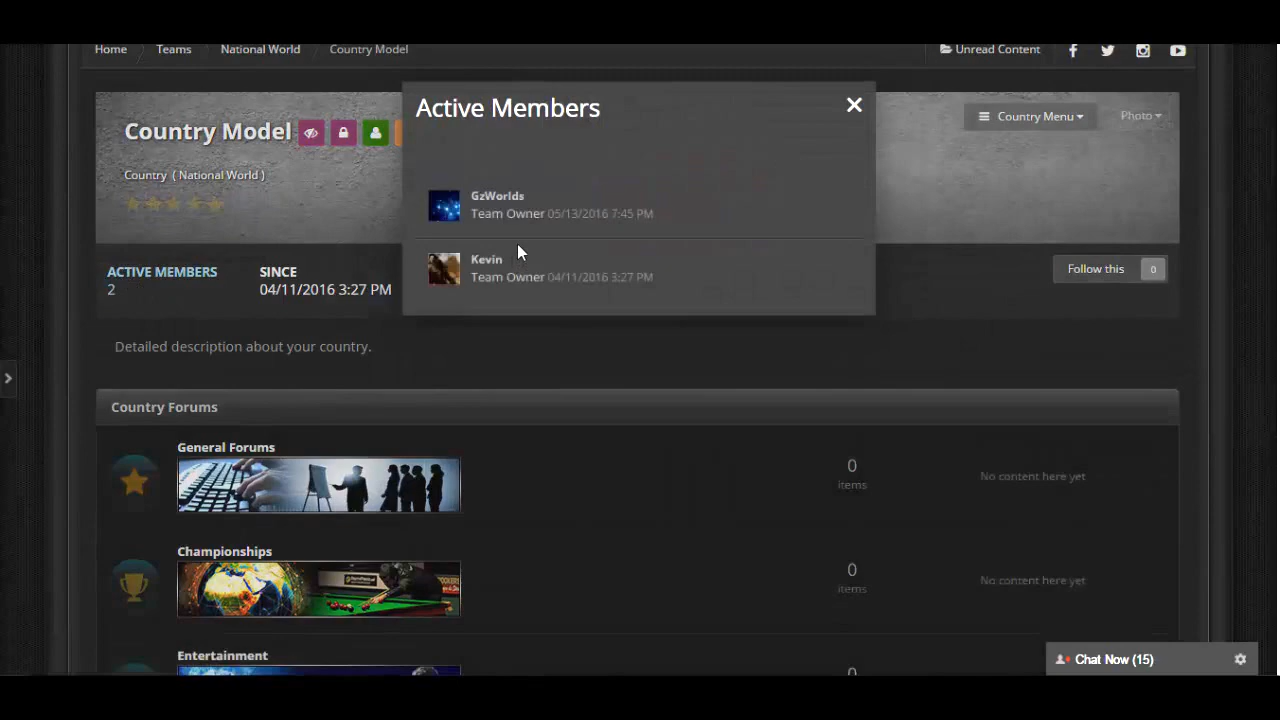 Home Teams National World Country Model Unread Content
Active Members
Country Model
Country Menu Photo
Country ( National World )
GzWorlds
Team Owner 05/13/2016 7:45 PM
Kevin
Team Owner 04/11/2016 3:27 PM
ACTIVE MEMBERS
2
SINCE
04/11/2016 3:27 PM
Follow this 0
Detailed description about your country.
Country Forums
General Forums
0
items
No content here yet
Championships
0
items
No content here yet
Entertainment
0
Chat Now (15)